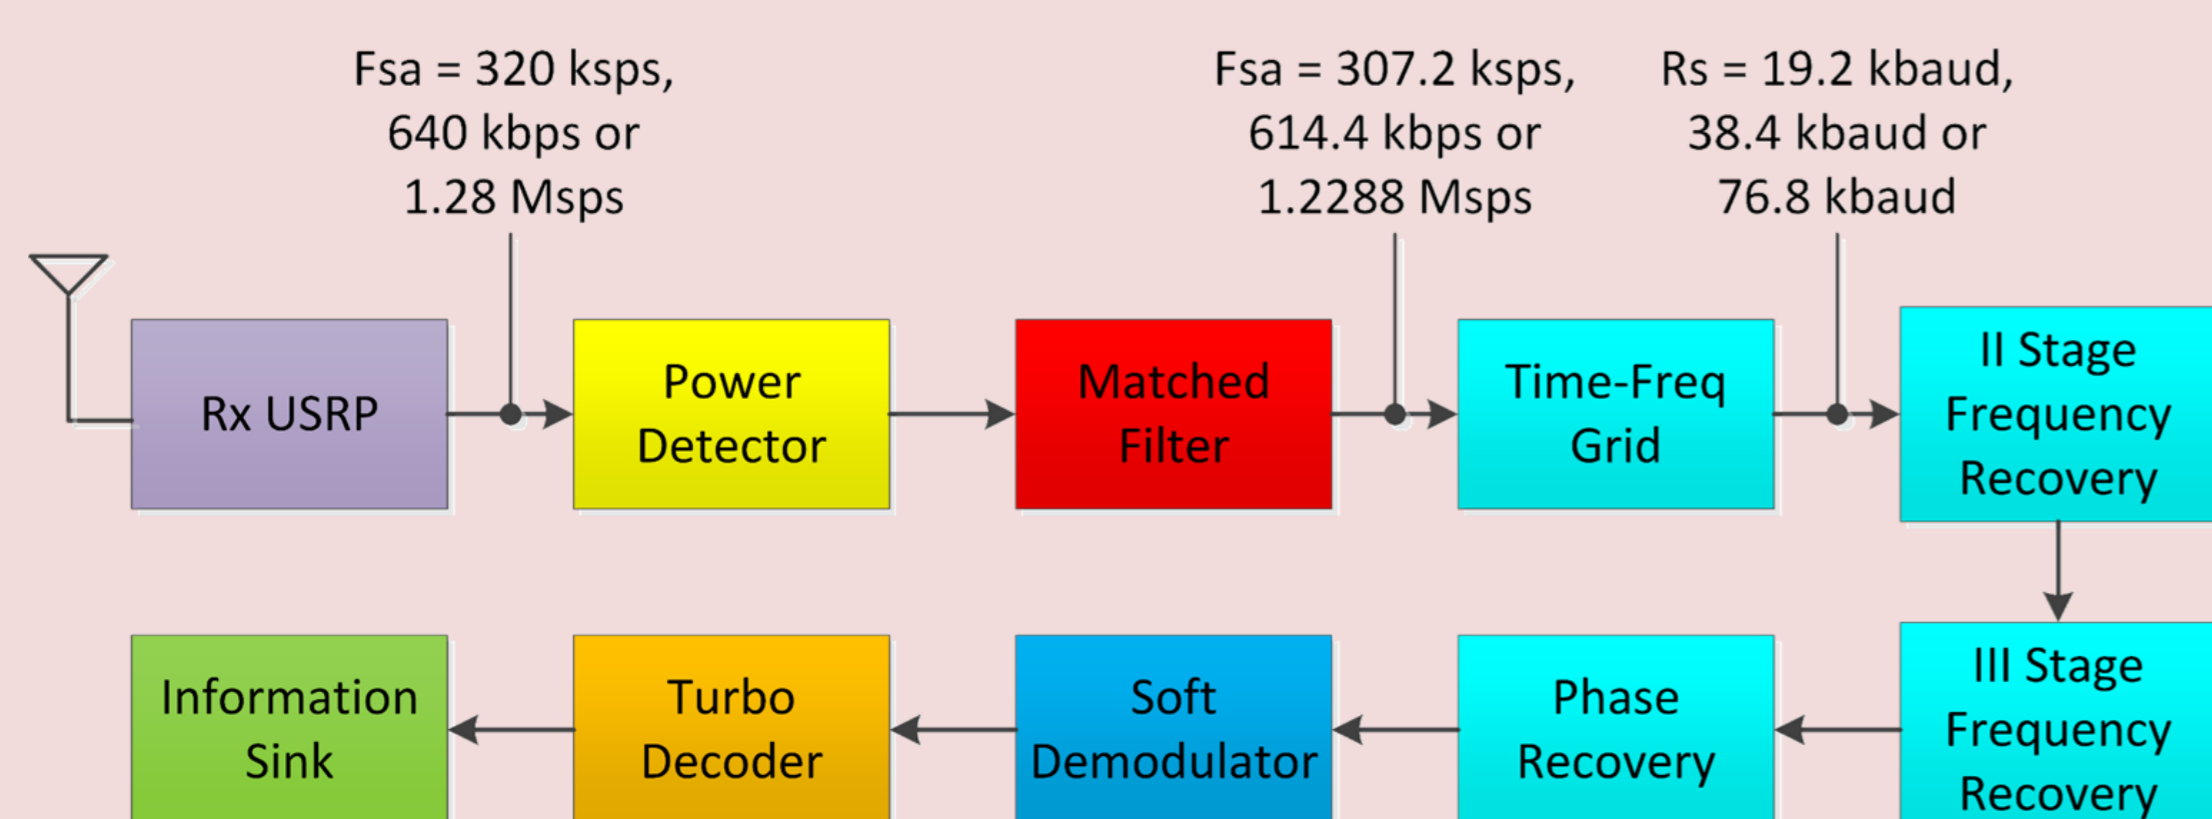 Fsa = 320 ksps,
640 kbps or
1.28 Msps
Fsa = 307.2 ksps,
614.4 kbps or
1.2288 Msps
Rs = 19.2 kbaud,
38.4 kbaud or
76.8 kbaud
Rx USRP
Power
Detector
Matched
Filter
Time-Freq
Grid
II Stage
Frequency
Recovery
Information
Sink
Turbo
Decoder
Soft
Demodulator
Phase
Recovery
III Stage
Frequency
Recovery